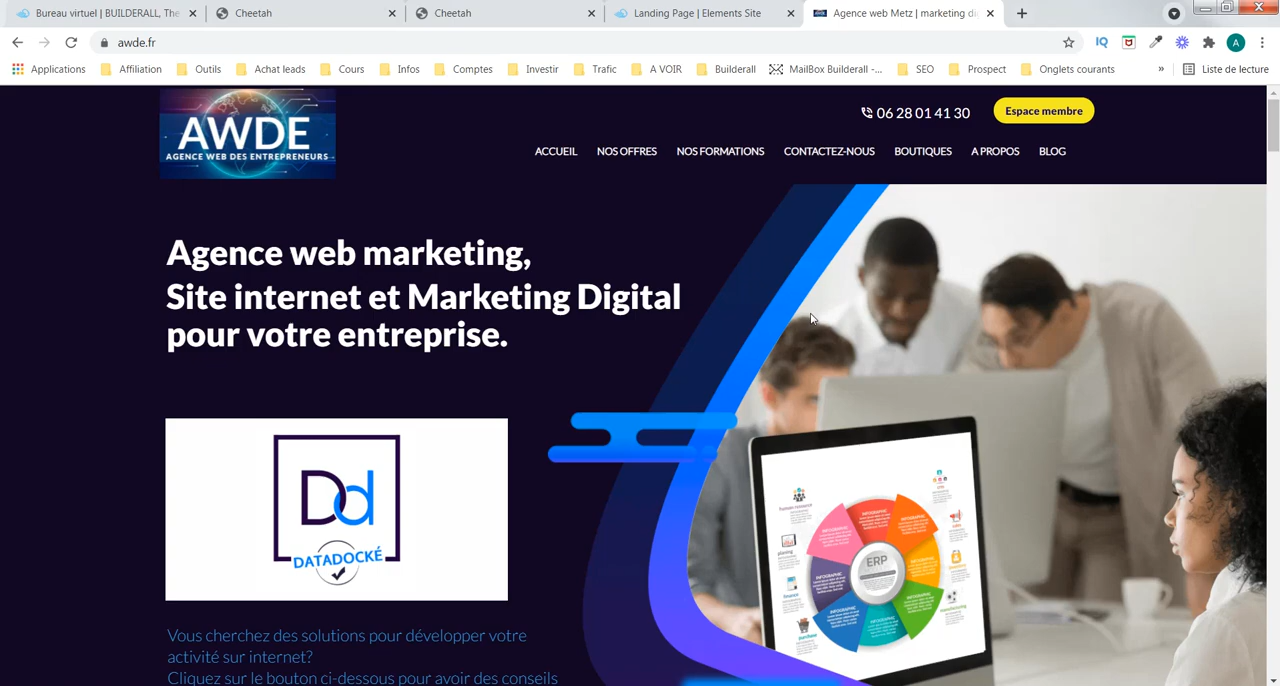 Bureau virtuel | BUILDERALL, The
Cheetah
Cheetah
Landing Page | Elements Site
Agence web Metz | marketing di
awde.fr
Applications
Affiliation
Outils
Achat leads
Cours
Infos
Comptes
Investir
Trafic
A VOIR
Builderall
MailBox Builderall -...
SEO
Prospect
Onglets courants
»
Liste de lecture
AWDE
AGENCE WEB DES ENTREPRENEURS
06 28 01 41 30
Espace membre
ACCUEIL
NOS OFFRES
NOS FORMATIONS
CONTACTEZ-NOUS
BOUTIQUES
A PROPOS
BLOG
Agence web marketing,
Site internet et Marketing Digital
pour votre entreprise.
Dd
DATADOCKÉ
ERP
Vous cherchez des solutions pour développer votre
activité sur internet?
Cliquez sur le bouton ci-dessous pour avoir des conseils